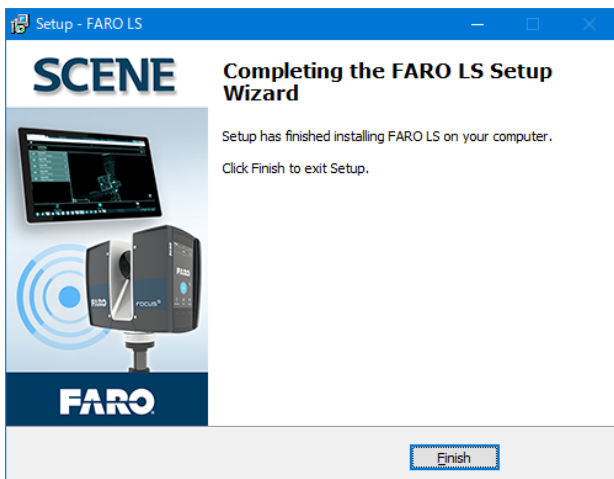 Setup - FARO LS
SCENE
Completing the FARO LS Setup
Wizard
Setup has finished installing FARO LS on your computer.
Click Finish to exit Setup.
FARO
FOCUS
FARO
Finish